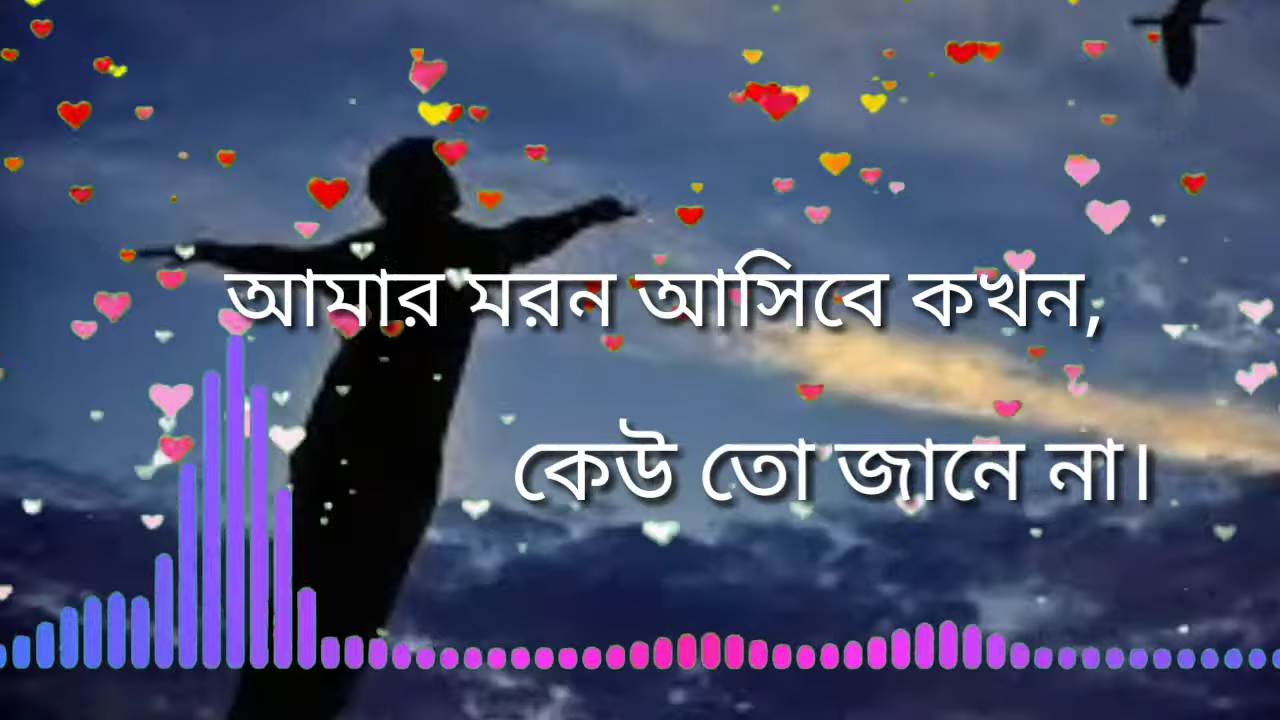 আমার মরন আসিবে কখন,
কেউ তো জানে না।